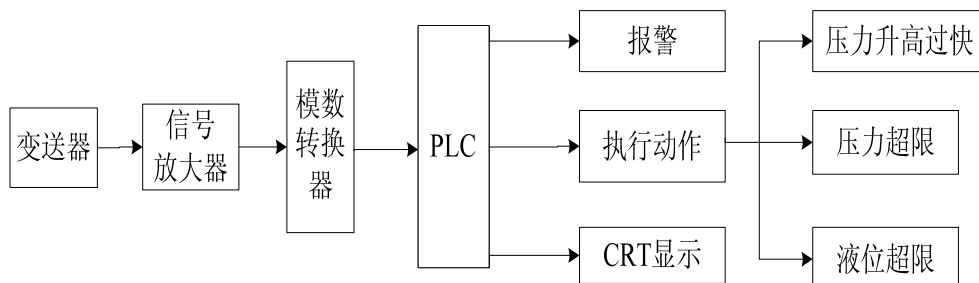 变送器
信号
放大器
模数
转换
器
PLC
报警
执行动作
CRT显示
压力升高过快
压力超限
液位超限